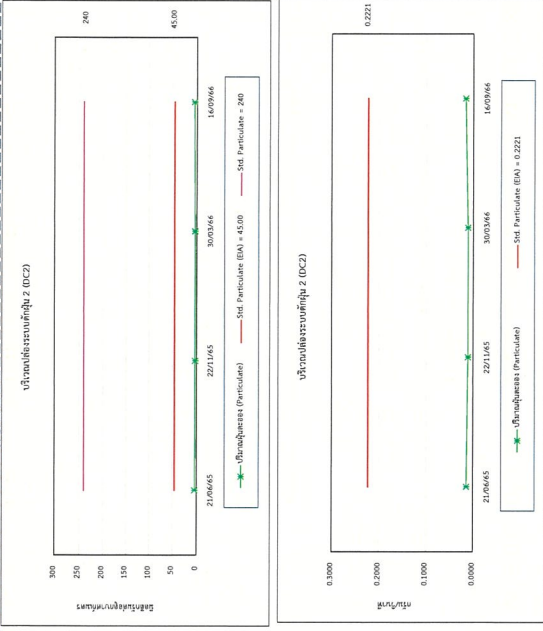 บริเวณปล่องระบบดักฝุ่น 2 (DC2)
มิลลิกรัมต่อลูกบาศก์เมตร
300
250
200
150
100
50
0
240
45.00
21/06/65 22/11/65 30/03/66 16/09/66
ปริมาณฝุ่นละออง (Particulate) Std. Particulate (EIA) = 45.00 Std. Particulate = 240
บริเวณปล่องระบบดักฝุ่น 2 (DC2)
กรัม/วินาที
0.3000
0.2000
0.1000
0.0000
0.2221
21/06/65 22/11/65 30/03/66 16/09/66
ปริมาณฝุ่นละออง (Particulate) Std. Particulate (EIA) = 0.2221